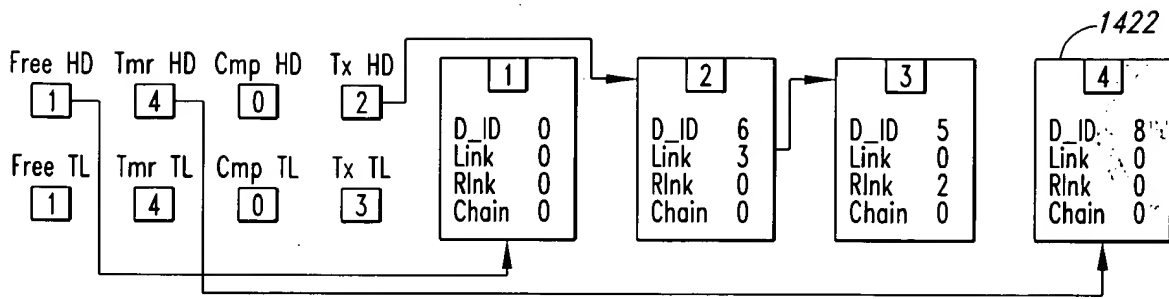 1422
Free HD Tmr HD Cmp HD Tx HD
1 4 0 2
Free TL Tmr TL Cmp TL Tx TL
1 4 0 3
1
D_ID 0
Link 0
Rlnk 0
Chain 0
2
D_ID 6
Link 3
Rlnk 0
Chain 0
3
D_ID 5
Link 0
Rlnk 2
Chain 0
4
D_ID 8
Link 0
Rlnk 0
Chain 0